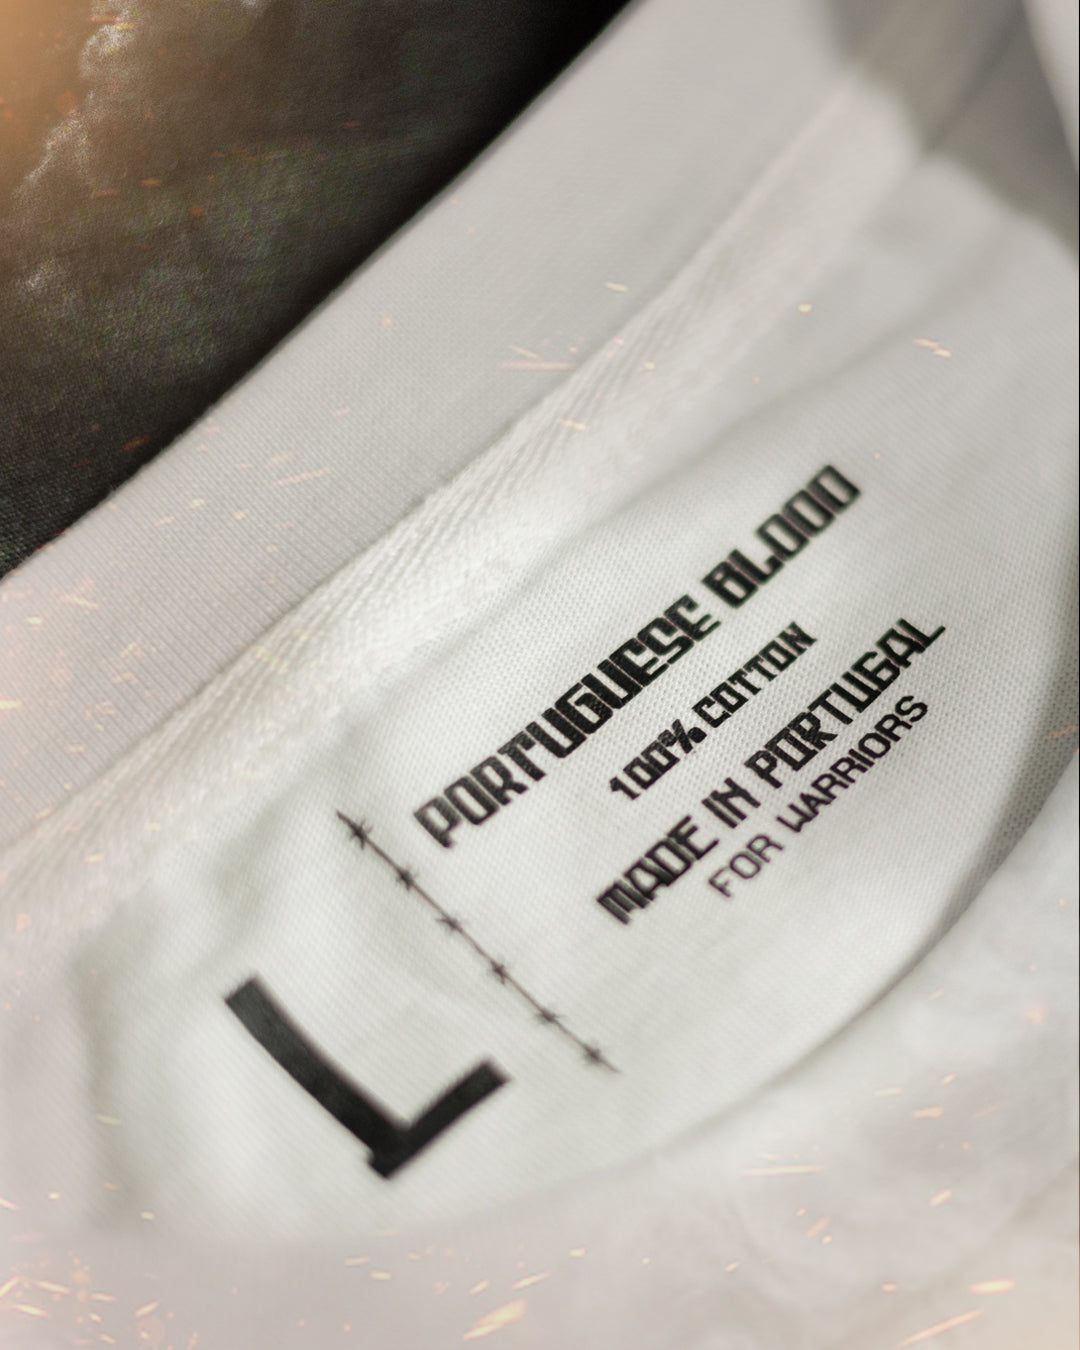 PORTUGUESE BLOOD
100% COTTON
MADE IN PORTUGAL
FOR WARRIORS
L